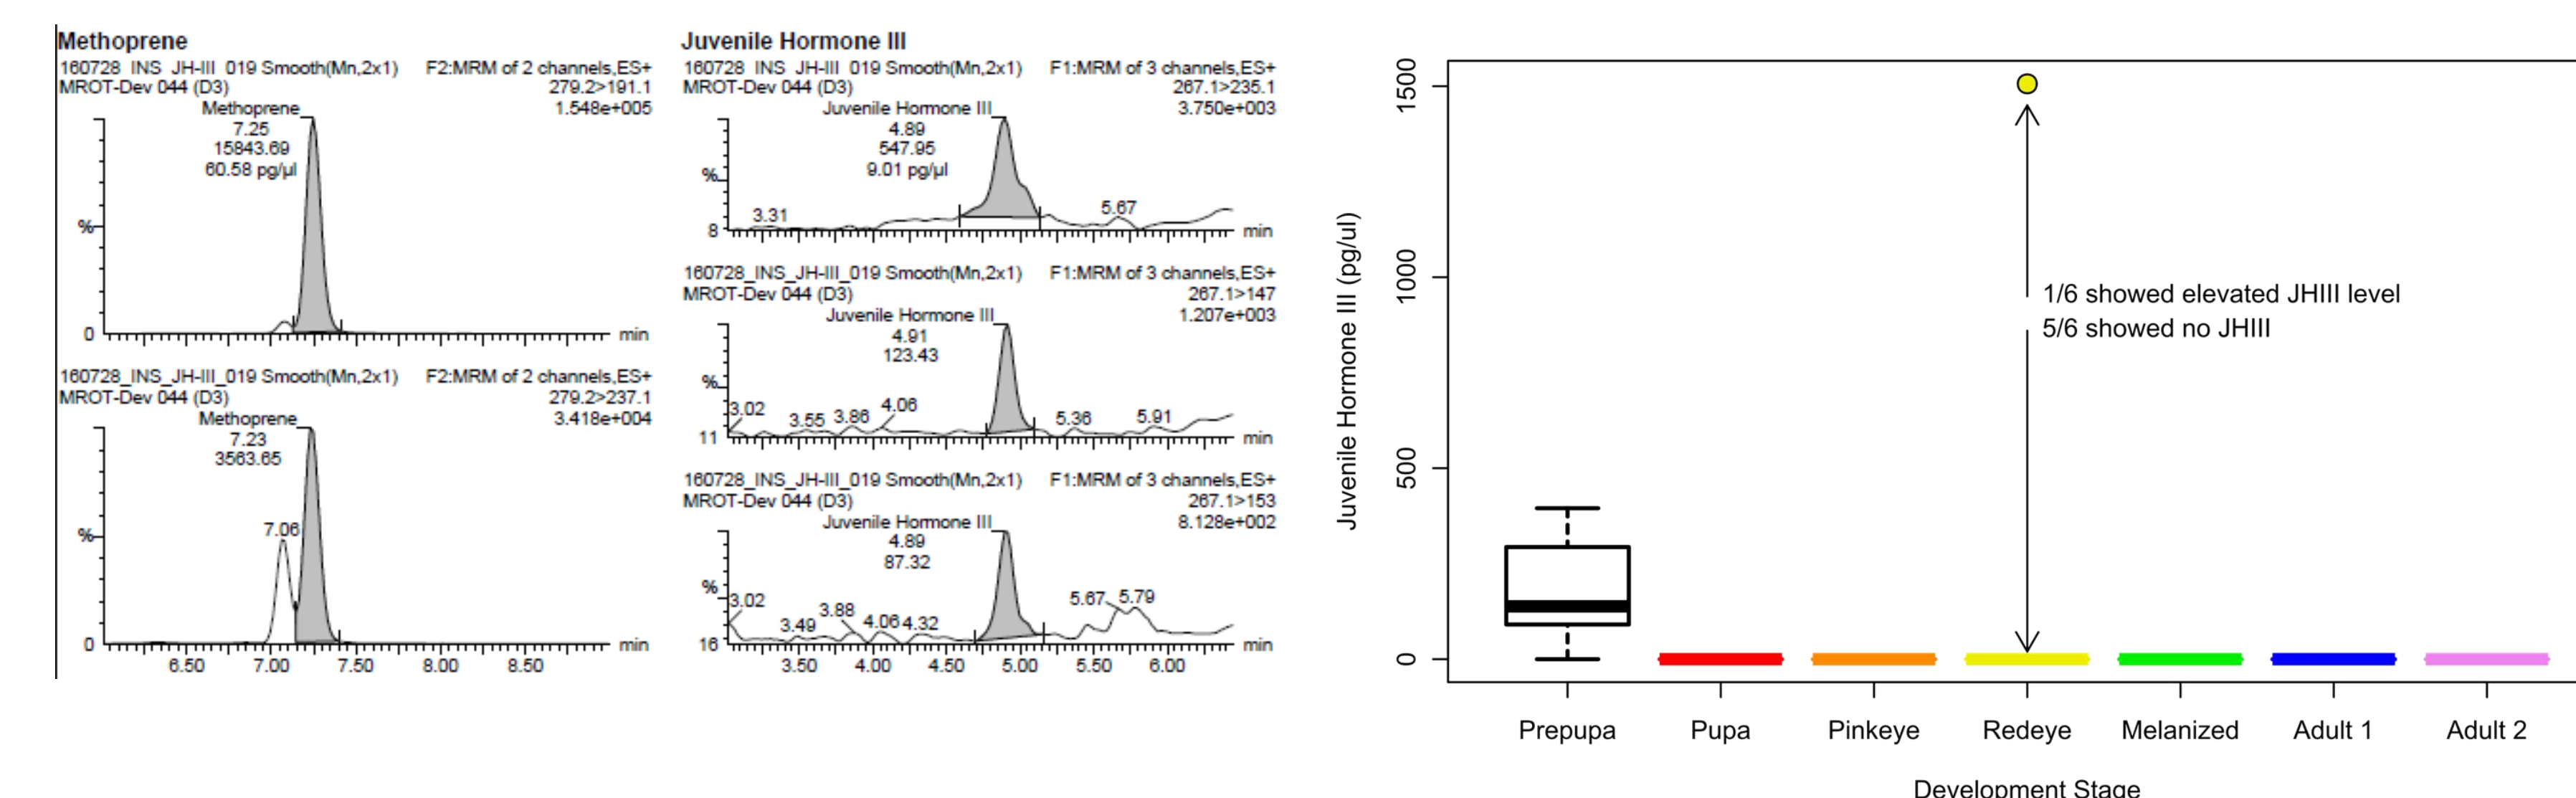 Methoprene
160728 INS JH-III 019 Smooth(Mn,2x1) F2:MRM of 2 channels,ES+
MROT-Dev 044 (D3) 279.2>191.1
Methoprene 1.548e+005
7.25
15843.69
60.58 pg/µl
%
0
min
160728_INS_JH-III_019 Smooth(Mn,2x1) F2:MRM of 2 channels,ES+
MROT-Dev 044 (D3) 279.2>237.1
Methoprene 3.418e+004
7.23
3563.65
7.06
%
0
min
6.50 7.00 7.50 8.00 8.50
Juvenile Hormone III
160728 INS JH-III 019 Smooth(Mn,2x1) F1:MRM of 3 channels,ES+
MROT-Dev 044 (D3) 267.1>235.1
Juvenile Hormone III 3.750e+003
4.89
547.95
9.01 pg/µl
%
3.31 5.67
8
min
160728_INS_JH-III_019 Smooth(Mn,2x1) F1:MRM of 3 channels,ES+
MROT-Dev 044 (D3) 267.1>147
Juvenile Hormone III 1.207e+003
4.91
123.43
%
3.02 3.55 3.86 4.06 5.36 5.91
11
min
160728_INS_JH-III_019 Smooth(Mn,2x1) F1:MRM of 3 channels,ES+
MROT-Dev 044 (D3) 267.1>153
Juvenile Hormone III 8.128e+002
4.89
87.32
%
3.02 3.49 3.88 4.06 4.32 5.67 5.79
16
min
3.50 4.00 4.50 5.00 5.50 6.00
Juvenile Hormone III (pg/ul)
1500
1000
500
0
1/6 showed elevated JHIII level
5/6 showed no JHIII
Prepupa Pupa Pinkeye Redeye Melanized Adult 1 Adult 2
Development Stage